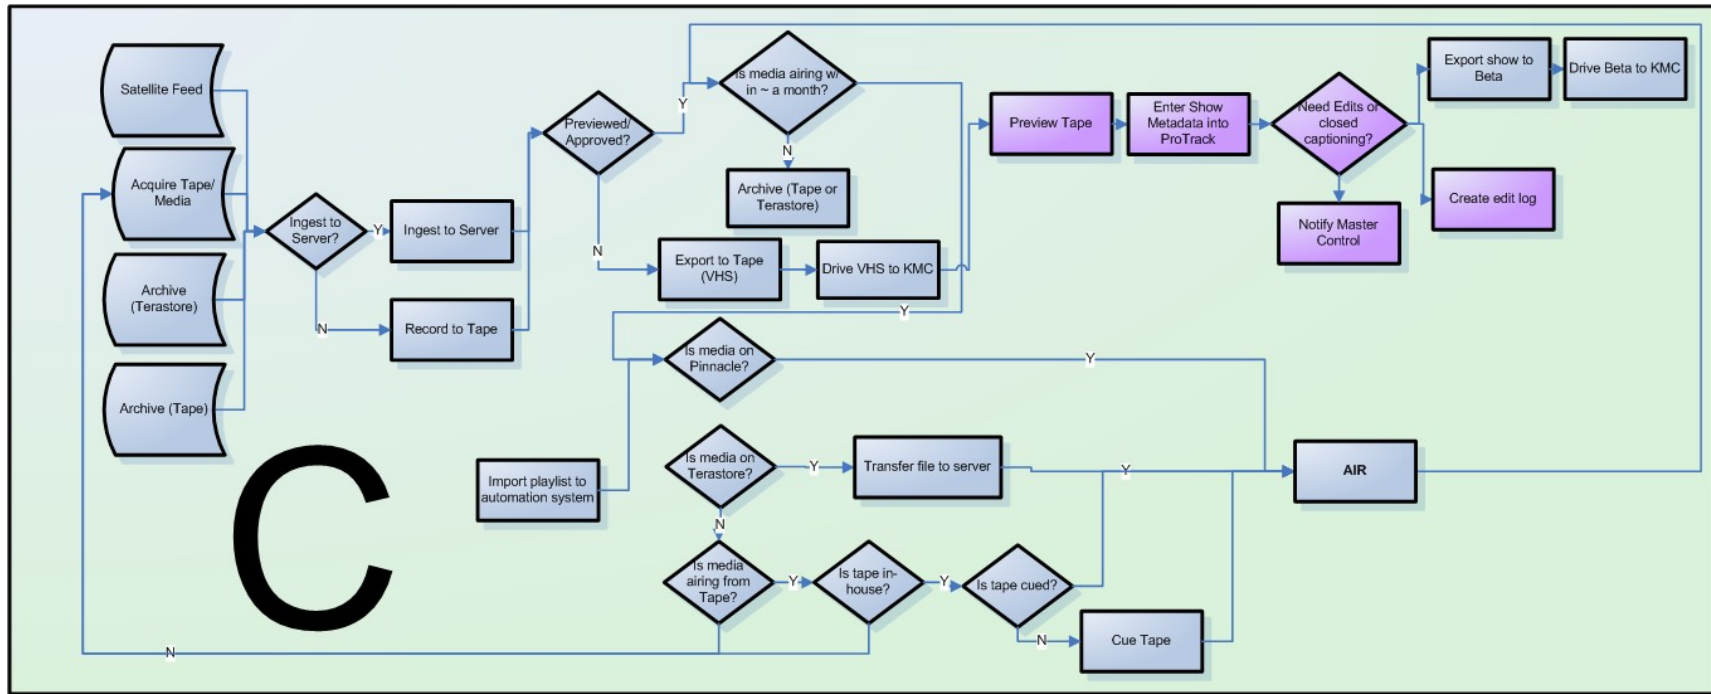 Satellite Feed
Acquire Tape/
Media
Archive
(Terastore)
Archive (Tape)
Ingest to
Server?
Y
N
Ingest to Server
Record to Tape
Previewed/
Approved?
Y
N
Is media airing w/
in ~ a month?
N
Y
Archive (Tape or
Terastore)
Export to Tape
(VHS)
Drive VHS to KMC
Preview Tape
Enter Show
Metadata into
ProTrack
Need Edits or
closed
captioning?
Export show to
Beta
Drive Beta to KMC
Create edit log
Notify Master
Control
Is media on
Pinnacle?
Y
Import playlist to
automation system
Is media on
Terastore?
Y
N
Transfer file to server
Y
AIR
Is media
airing from
Tape?
Y
Is tape in-
house?
Y
Is tape cued?
N
Cue Tape
N
C